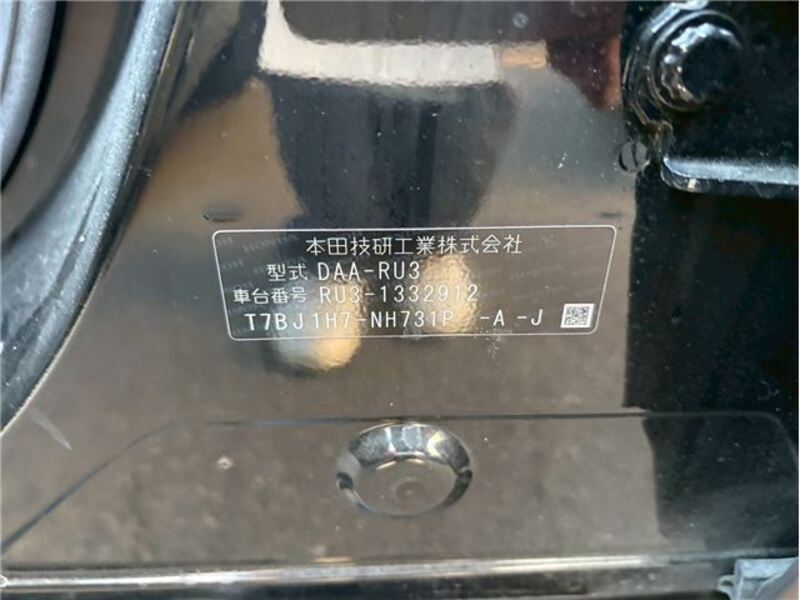 本田技研工業株式会社
型式 DAA-RU3
車台番号 RU3-1332912
T7BJ1H7-NH731P -A -J